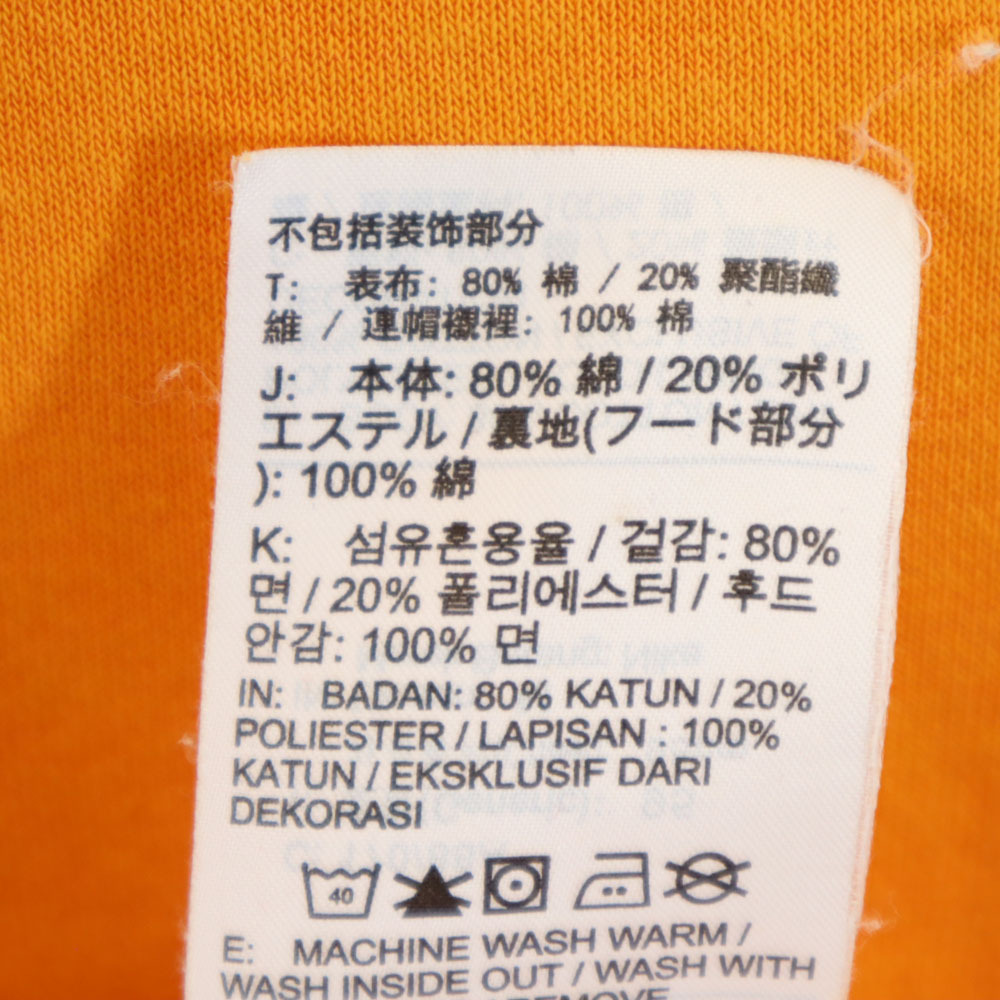 不包括装饰部分
T: 表布: 80% 棉 / 20% 聚酯纖
維 / 連帽襯裡: 100% 棉
J: 本体: 80% 綿 / 20% ポリ
エステル / 裏地(フード部分
): 100% 綿
K: 섬유혼용율 / 겉감: 80%
면 / 20% 폴리에스터 / 후드
안감: 100% 면
IN: BADAN: 80% KATUN / 20%
POLIESTER / LAPISAN : 100%
KATUN / EKSKLUSIF DARI
DEKORASI
40
E: MACHINE WASH WARM /
WASH INSIDE OUT / WASH WITH
REMOVE